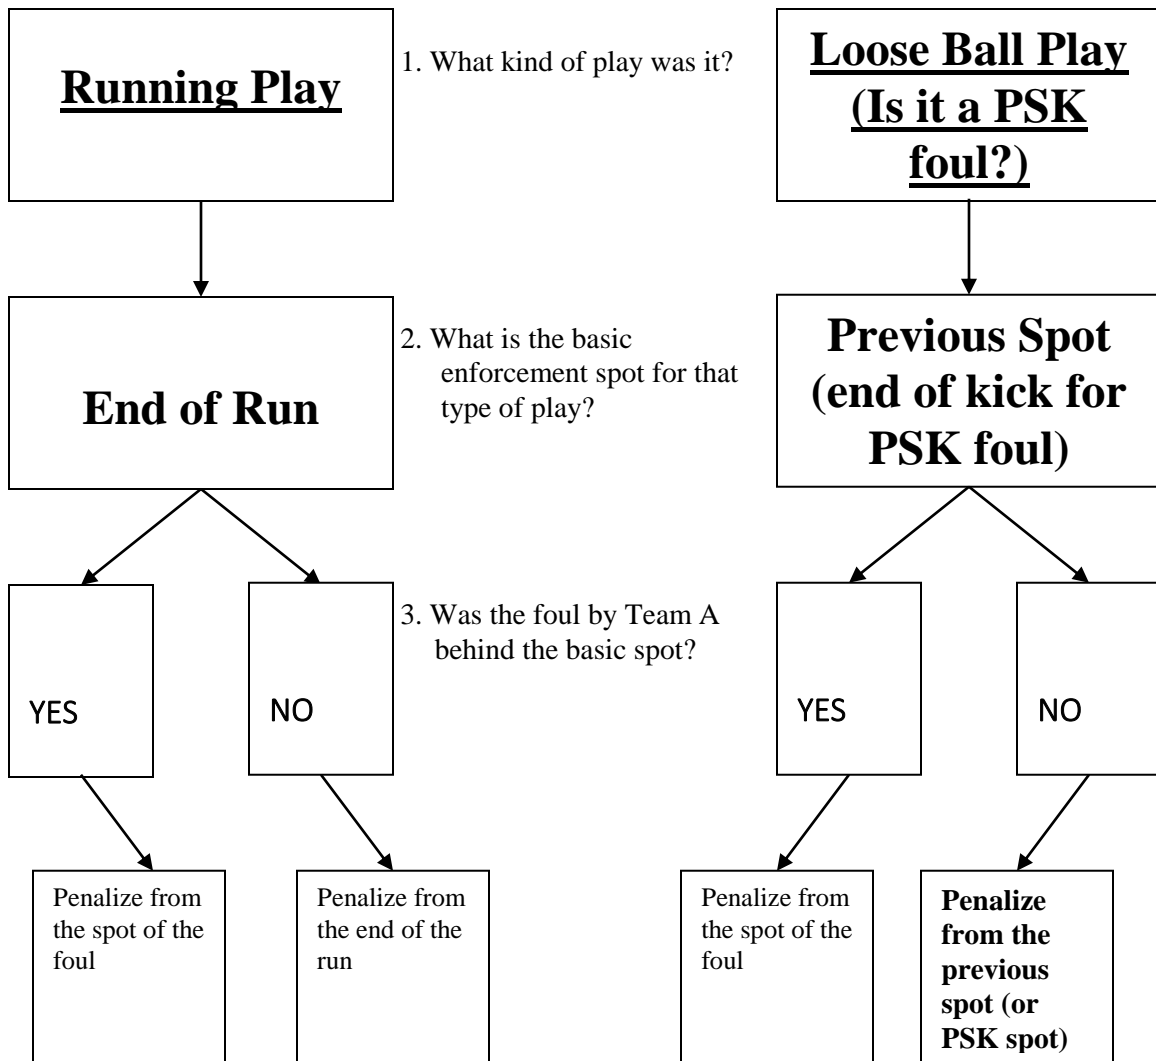 Running Play
1. What kind of play was it?
Loose Ball Play
(Is it a PSK
foul?)
End of Run
2. What is the basic
enforcement spot for that
type of play?
Previous Spot
(end of kick for
PSK foul)
YES
NO
3. Was the foul by Team A
behind the basic spot?
YES
NO
Penalize from
the spot of the
foul
Penalize from
the end of the
run
Penalize from
the spot of the
foul
Penalize
from the
previous
spot (or
PSK spot)